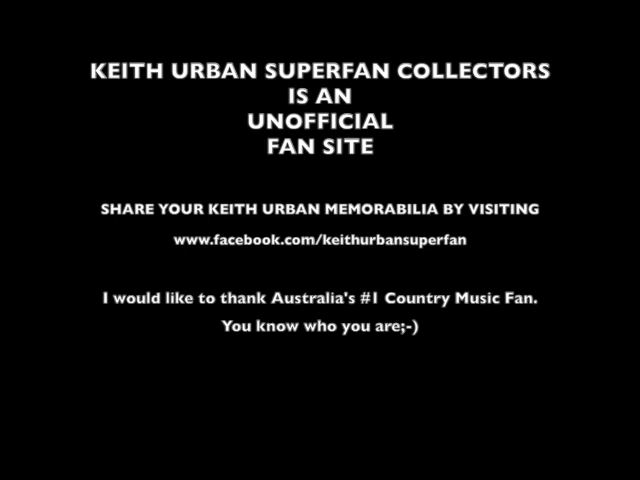 KEITH URBAN SUPERFAN COLLECTORS
IS AN
UNOFFICIAL
FAN SITE
SHARE YOUR KEITH URBAN MEMORABILIA BY VISITING
www.facebook.com/keithurbansuperfan
I would like to thank Australia's #1 Country Music Fan.
You know who you are;-)